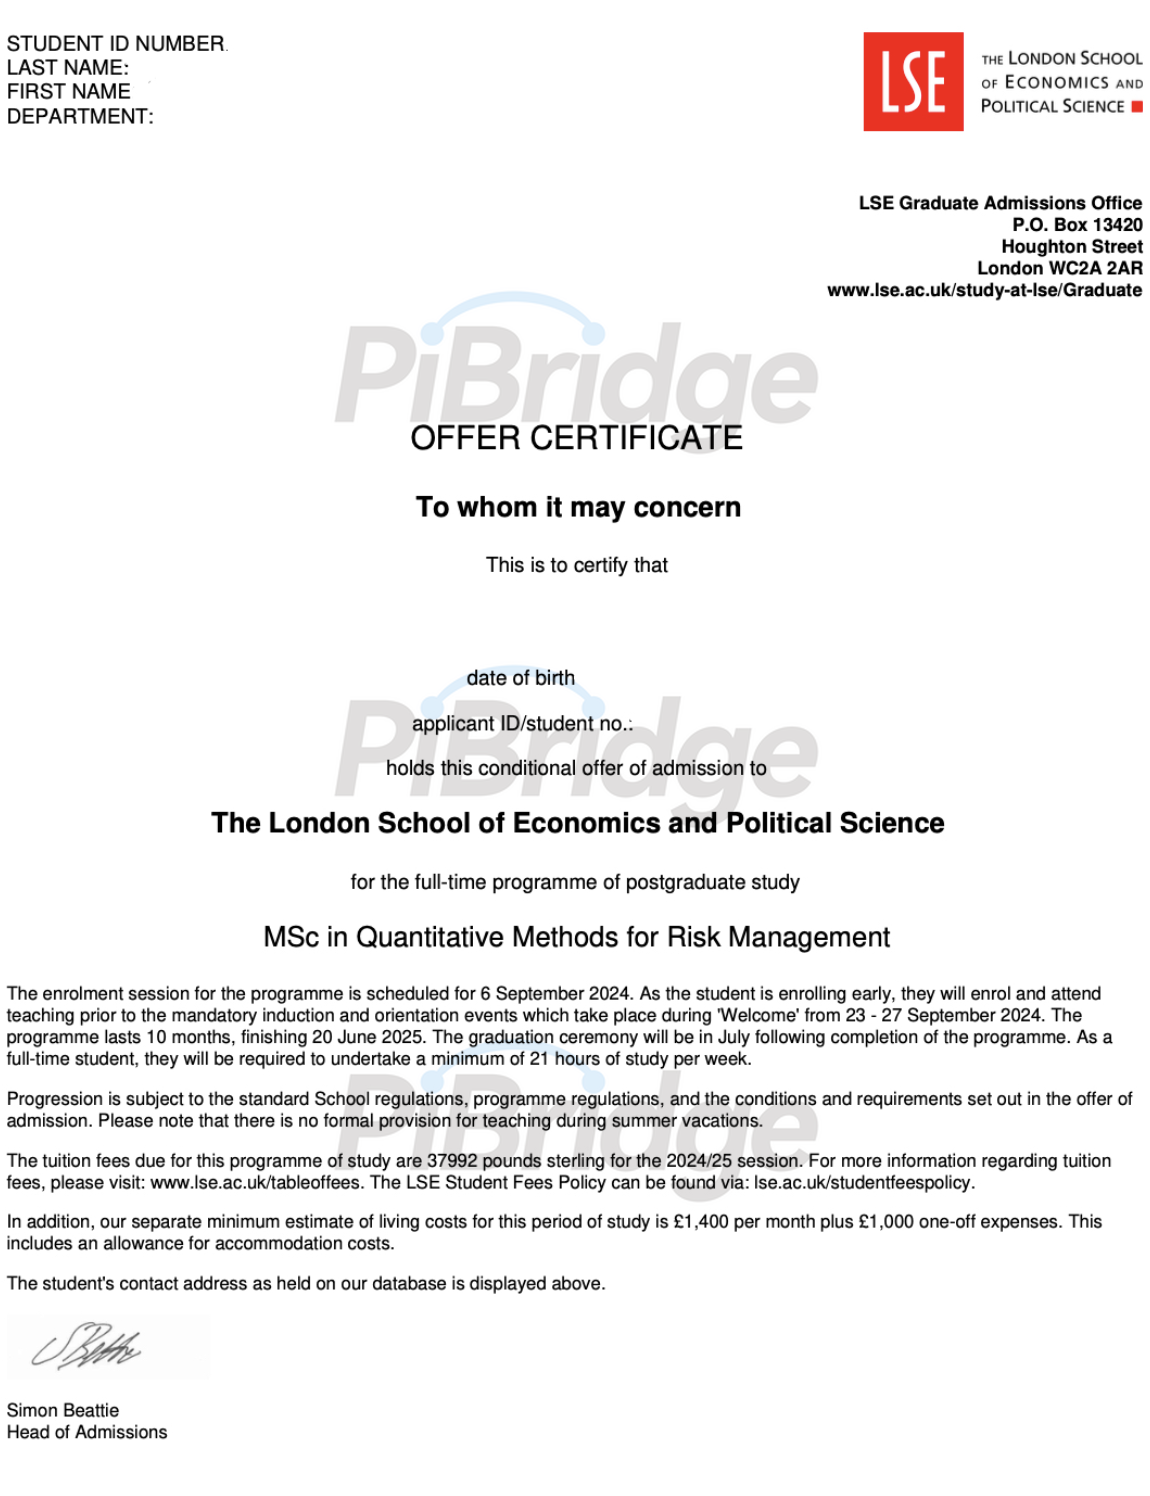 STUDENT ID NUMBER
LAST NAME:
FIRST NAME
DEPARTMENT:
LSE
THE LONDON SCHOOL
OF ECONOMICS AND
POLITICAL SCIENCE
LSE Graduate Admissions Office
P.O. Box 13420
Houghton Street
London WC2A 2AR
www.lse.ac.uk/study-at-lse/Graduate
PiBridge
OFFER CERTIFICATE
To whom it may concern
This is to certify that
date of birth
applicant ID/student no.:
PiBridge
holds this conditional offer of admission to
The London School of Economics and Political Science
for the full-time programme of postgraduate study
MSc in Quantitative Methods for Risk Management
The enrolment session for the programme is scheduled for 6 September 2024. As the student is enrolling early, they will enrol and attend
teaching prior to the mandatory induction and orientation events which take place during 'Welcome' from 23 - 27 September 2024. The
programme lasts 10 months, finishing 20 June 2025. The graduation ceremony will be in July following completion of the programme. As a
full-time student, they will be required to undertake a minimum of 21 hours of study per week.
Progression is subject to the standard School regulations, programme regulations, and the conditions and requirements set out in the offer of
admission. Please note that there is no formal provision for teaching during summer vacations.
PiBridge
The tuition fees due for this programme of study are 37992 pounds sterling for the 2024/25 session. For more information regarding tuition
fees, please visit: www.lse.ac.uk/tableoffees. The LSE Student Fees Policy can be found via: lse.ac.uk/studentfeespolicy.
In addition, our separate minimum estimate of living costs for this period of study is £1,400 per month plus £1,000 one-off expenses. This
includes an allowance for accommodation costs.
The student's contact address as held on our database is displayed above.
SBeattie
Simon Beattie
Head of Admissions